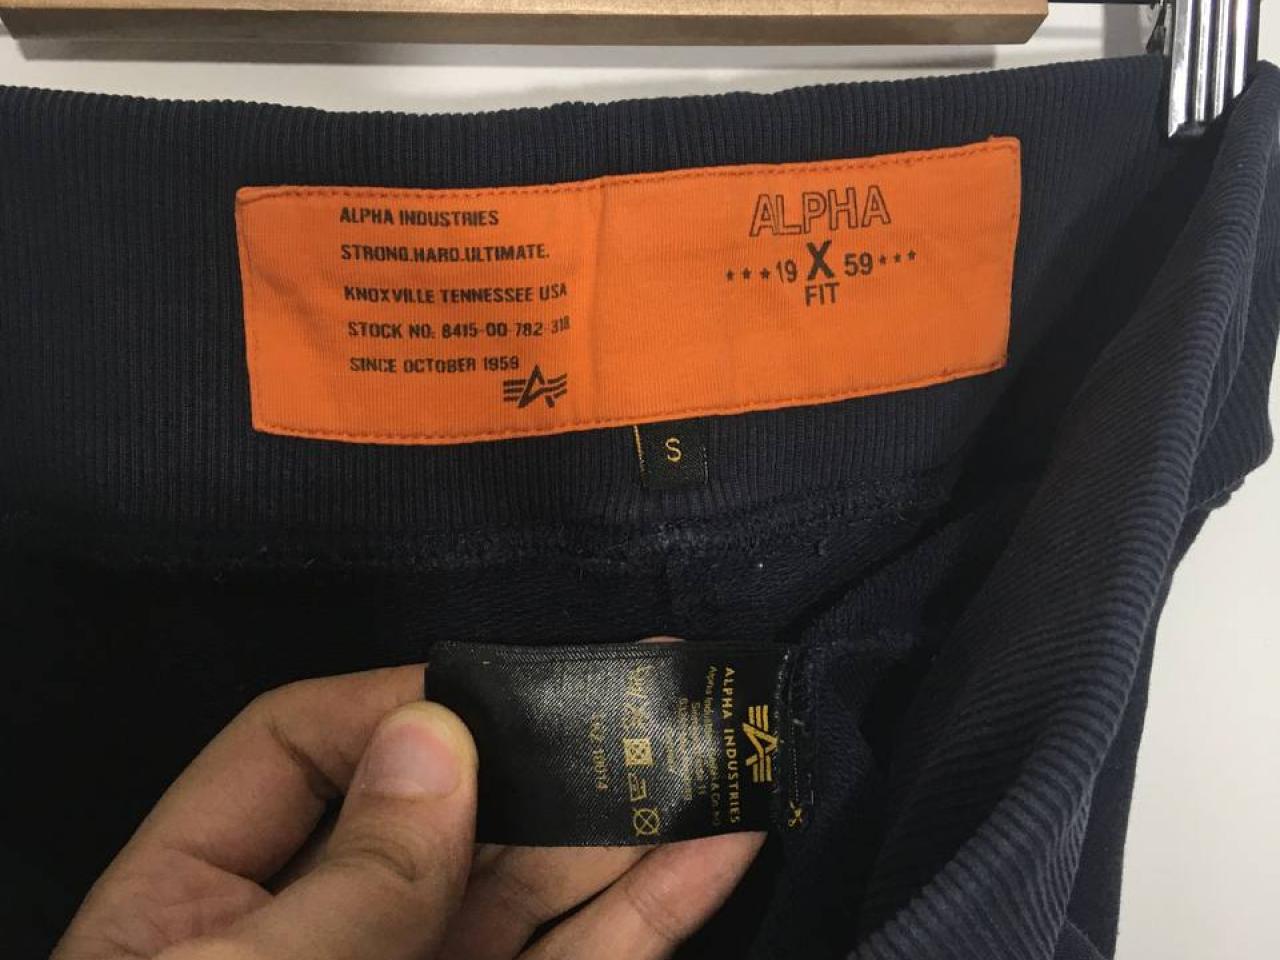 ALPHA INDUSTRIES
STRONG.HARD.ULTIMATE.
KNOXVILLE TENNESSEE USA
STOCK NO: 8415-00-782-318
SINCE OCTOBER 1959
ALPHA
***19 X 59***
FIT
S
ALPHA INDUSTRIES